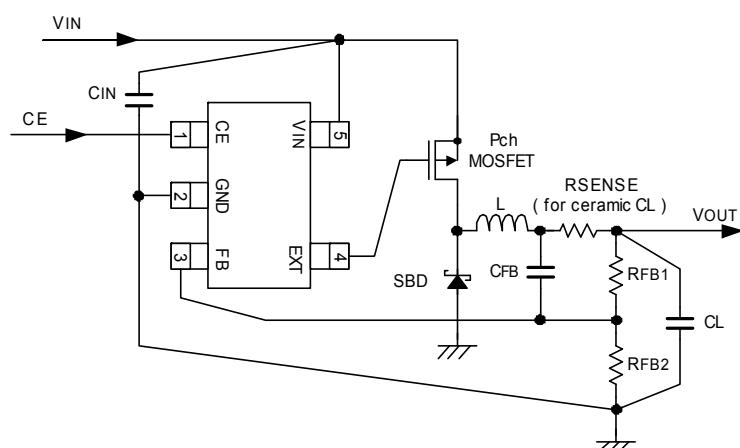 VIN
CIN
CE
1
CE
VIN
5
2
GND
3
FB
EXT
4
Pch
MOSFET
RSENSE
( for ceramic CL )
L
VOUT
SBD
CFB
RFB1
CL
RFB2